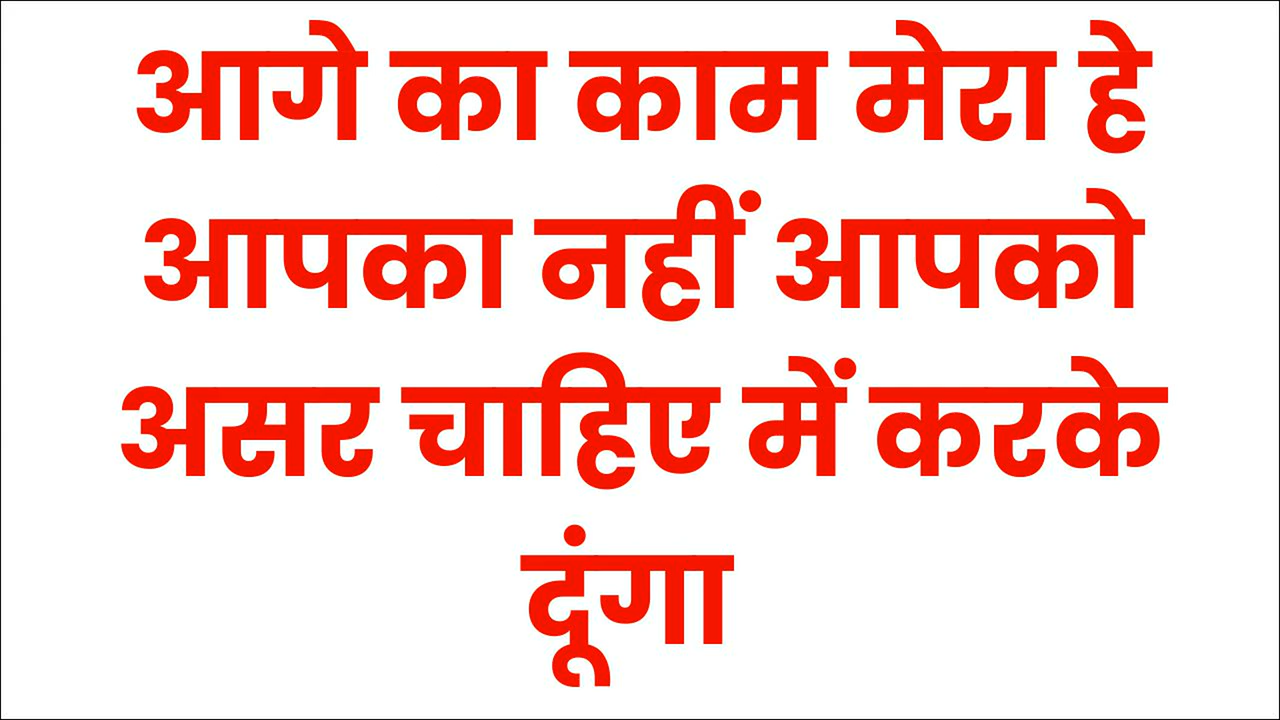 आगे का काम मेरा हे
आपका नहीं आपको
असर चाहिए में करके
दूंगा